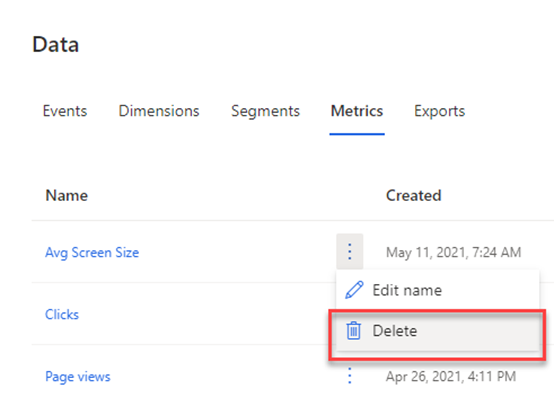 Data
Events Dimensions Segments Metrics Exports
Name Created
Avg Screen Size May 11, 2021, 7:24 AM
Edit name
Clicks
Delete
Page views Apr 26, 2021, 4:11 PM